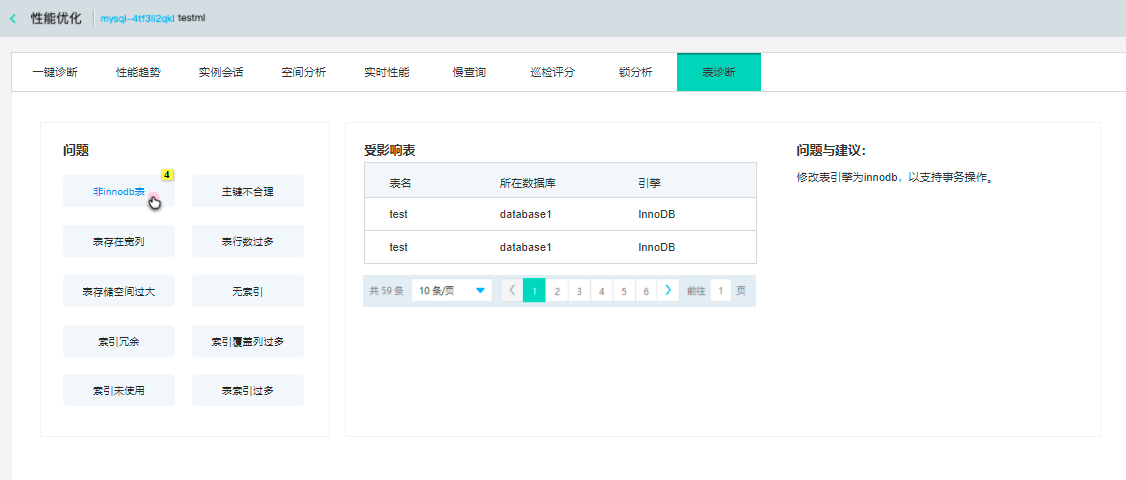 性能优化 mysql-4tf3ii2qkl testml
一键诊断 性能趋势 实例会话 空间分析 实时性能 慢查询 巡检评分 锁分析 表诊断
问题
4
非innodb表 主键不合理
表存在宽列 表行数过多
表存储空间过大 无索引
索引冗余 索引覆盖列过多
索引未使用 表索引过多
受影响表
表名 所在数据库 引擎
test database1 InnoDB
test database1 InnoDB
共 59 条 10 条/页 1 2 3 4 5 6 前往 1 页
问题与建议：
修改表引擎为innodb，以支持事务操作。